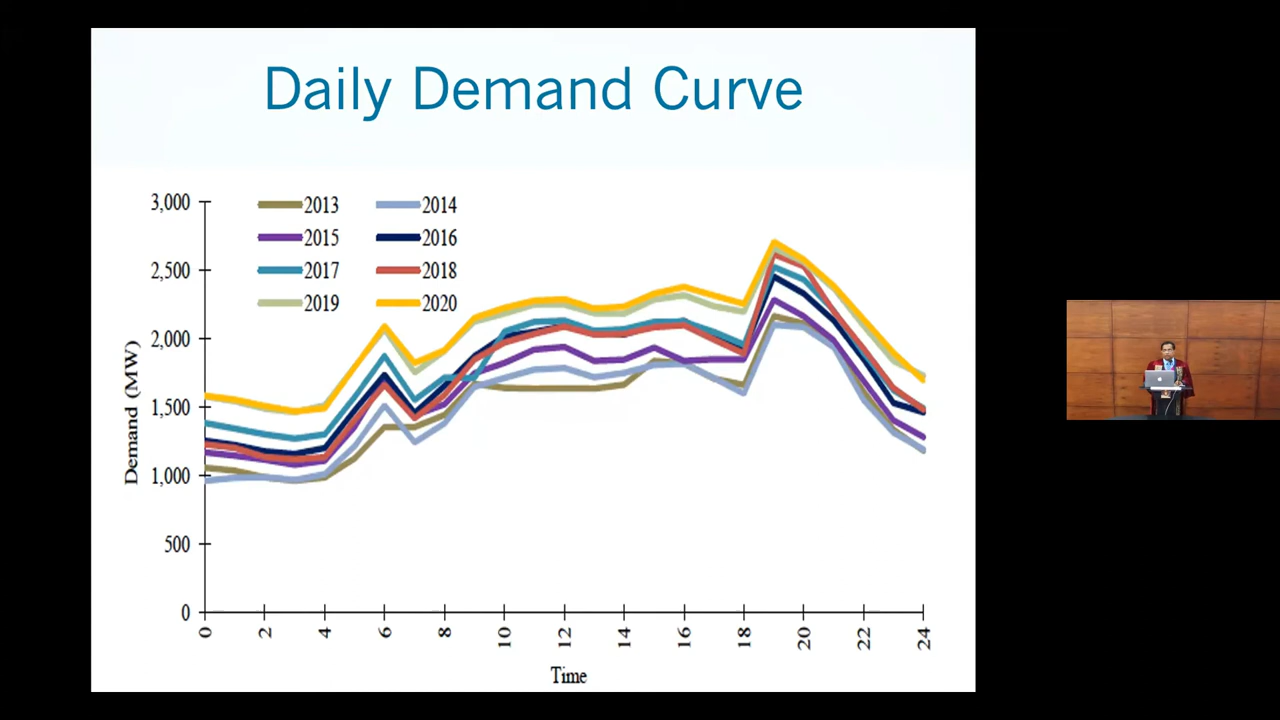 Daily Demand Curve
3,000
2,500
2,000
1,500
1,000
500
0
Demand (MW)
2013 2014
2015 2016
2017 2018
2019 2020
0 2 4 6 8 10 12 14 16 18 20 22 24
Time